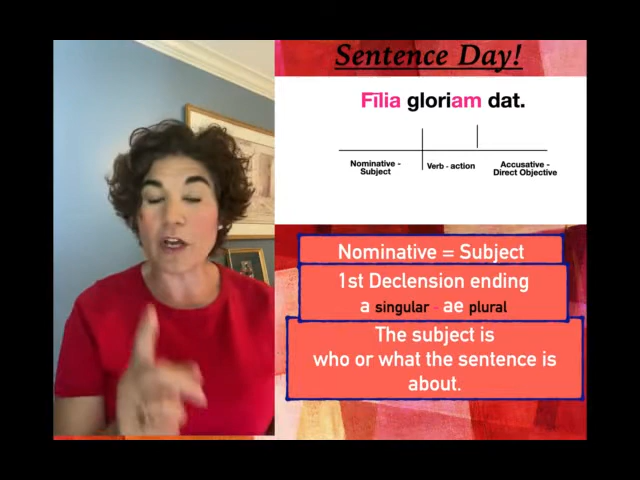 Sentence Day!
Fīlia gloriam dat.
Nominative -
Subject
Verb - action
Accusative -
Direct Objective
Nominative = Subject
1st Declension ending
a singular - ae plural
The subject is
who or what the sentence is
about.